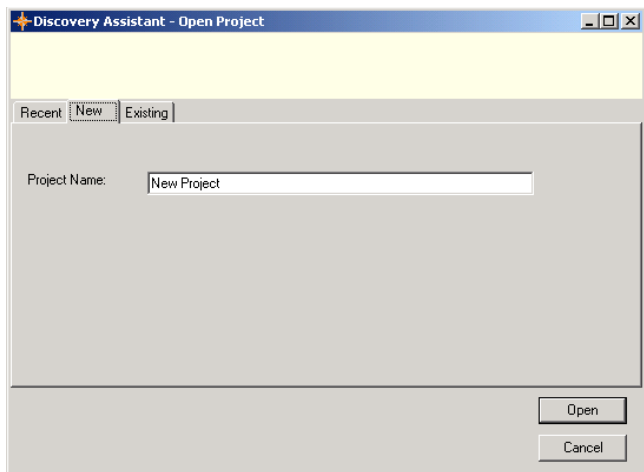 Discovery Assistant - Open Project
Recent New Existing
Project Name: New Project
Open
Cancel